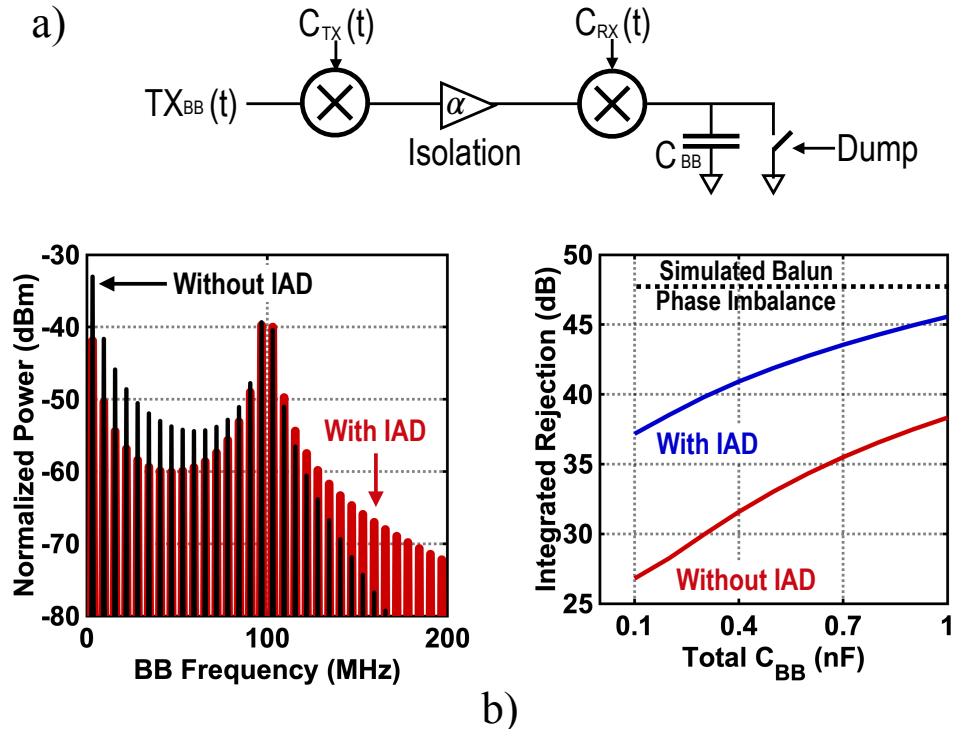 a)
C_TX(t)
C_RX(t)
TX_BB(t)
α
Isolation
C_BB
Dump
Normalized Power (dBm)
-30
-40
-50
-60
-70
-80
Without IAD
With IAD
0
100
200
BB Frequency (MHz)
Integrated Rejection (dB)
50
45
40
35
30
25
Simulated Balun
Phase Imbalance
With IAD
Without IAD
0.1
0.4
0.7
1
Total C_BB (nF)
b)